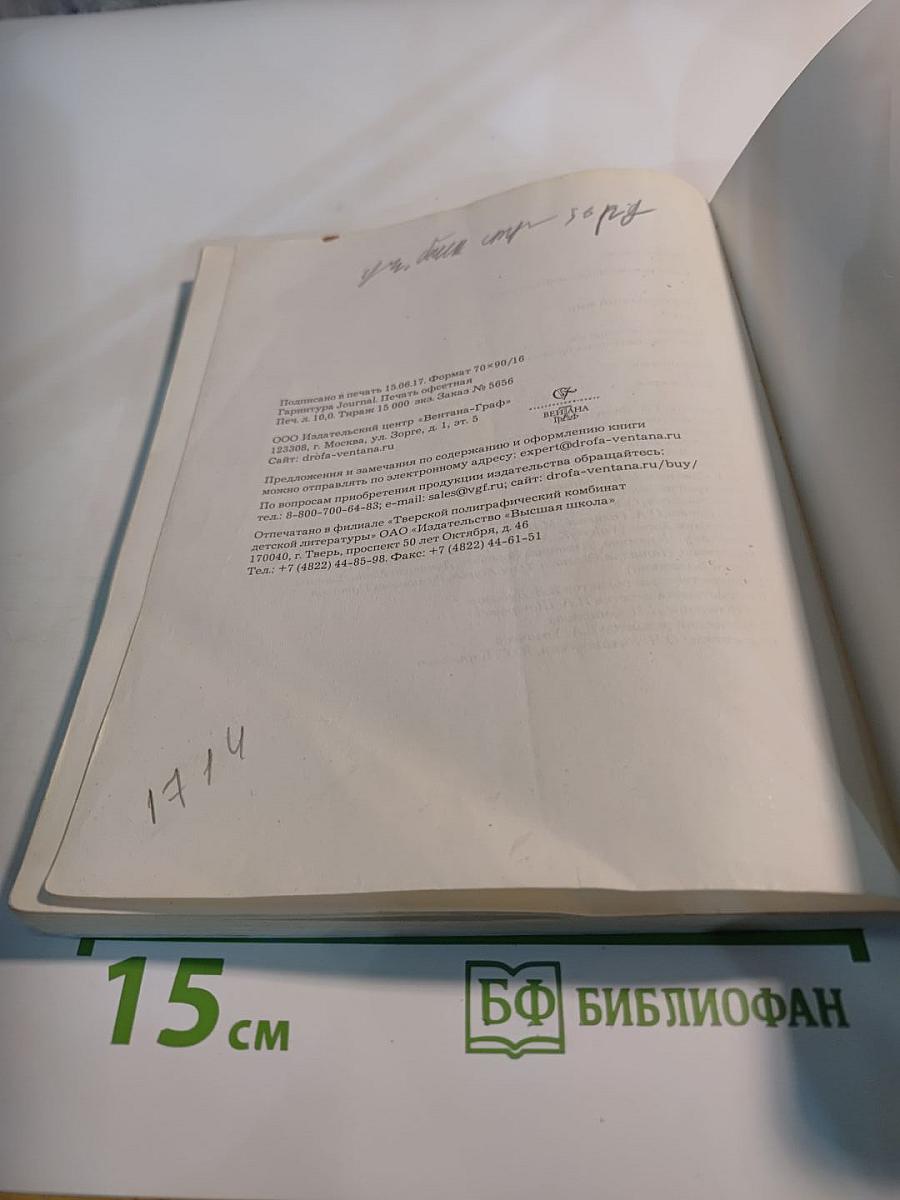 Подписано в печать 15.06.17. Формат 70×90/16
Гарнитура Journal. Печать офсетная
Печ. л. 10,0. Тираж 15 000 экз. Заказ № 5656
ООО Издательский центр «Вентана-Граф»
123308, г. Москва, ул. Зорге, д. 1, эт. 5
Сайт: drofa-ventana.ru
ВЕНТАНА
ГРАФ
Предложения и замечания по содержанию и оформлению книги
можно отправлять по электронному адресу: expert@drofa-ventana.ru
По вопросам приобретения продукции издательства обращайтесь:
тел.: 8-800-700-64-83; e-mail: sales@vgf.ru; сайт: drofa-ventana.ru/buy/
Отпечатано в филиале «Тверской полиграфический комбинат
детской литературы» ОАО «Издательство «Высшая школа»
170040, г. Тверь, проспект 50 лет Октября, д. 46
Тел.: +7 (4822) 44-85-98. Факс: +7 (4822) 44-61-51
1714
15 см
БФ БИБЛИОФАН